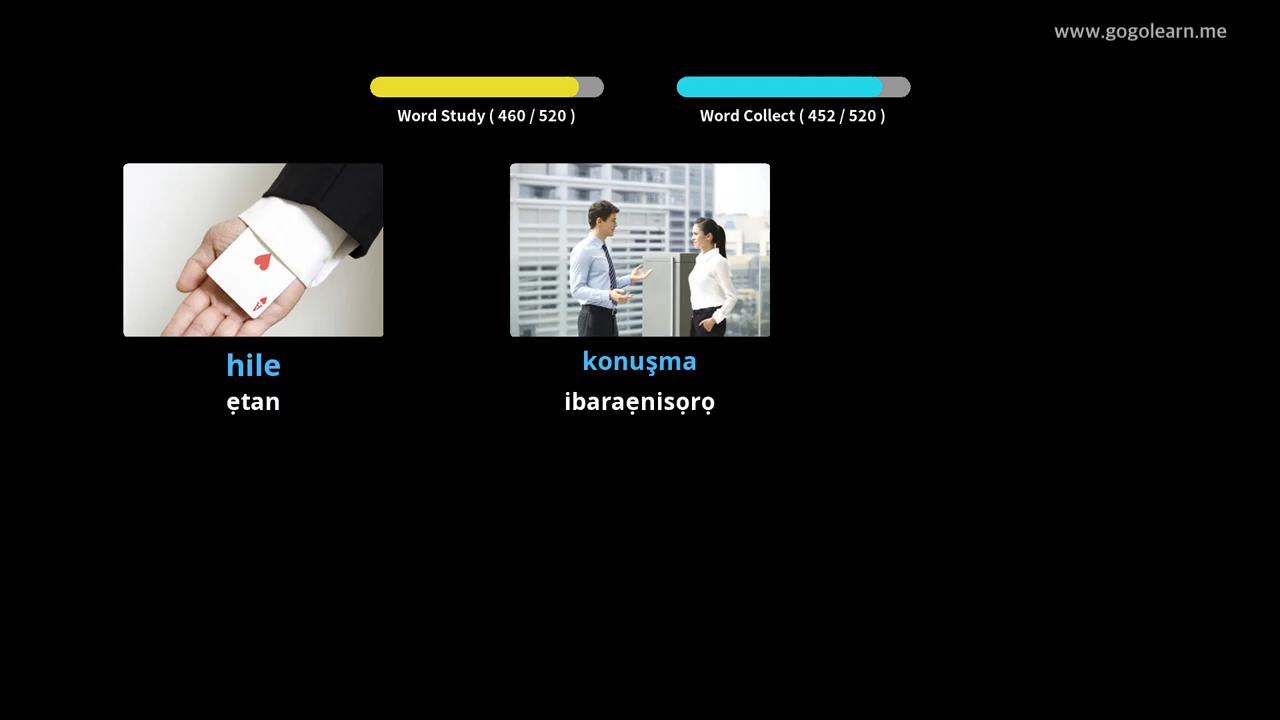 www.gogolearn.me
Word Study ( 460 / 520 )
Word Collect ( 452 / 520 )
hile
ẹtan
konuşma
ibaraẹnisọrọ